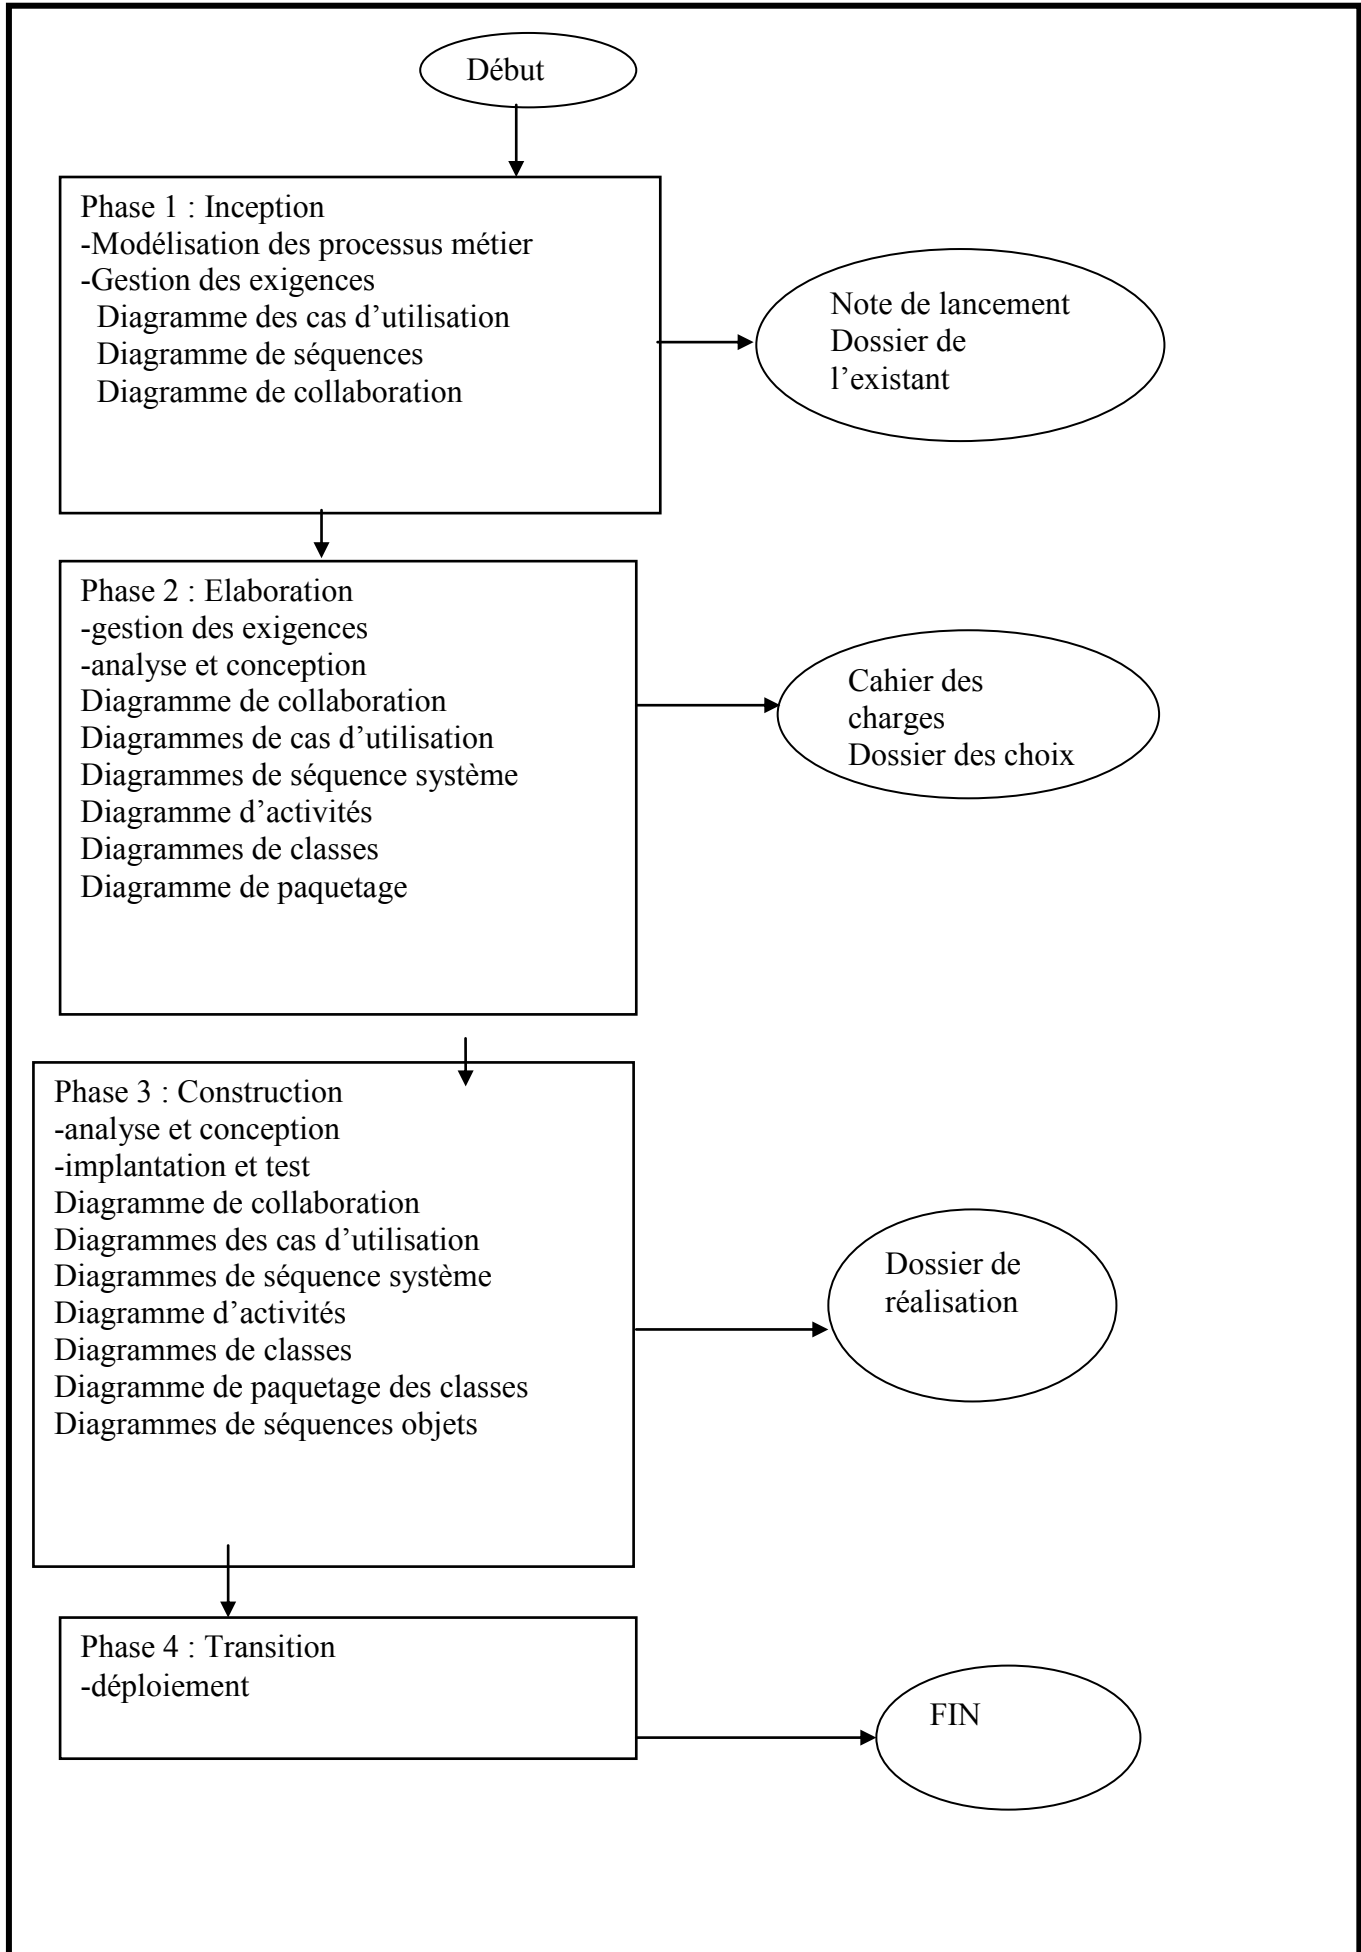 Début
Phase 1 : Inception
-Modélisation des processus métier
-Gestion des exigences
Diagramme des cas d’utilisation
Diagramme de séquences
Diagramme de collaboration
Note de lancement
Dossier de
l’existant
Phase 2 : Elaboration
-gestion des exigences
-analyse et conception
Diagramme de collaboration
Diagrammes de cas d’utilisation
Diagrammes de séquence système
Diagramme d’activités
Diagrammes de classes
Diagramme de paquetage
Cahier des
charges
Dossier des choix
Phase 3 : Construction
-analyse et conception
-implantation et test
Diagramme de collaboration
Diagrammes des cas d’utilisation
Diagrammes de séquence système
Diagramme d’activités
Diagrammes de classes
Diagramme de paquetage des classes
Diagrammes de séquences objets
Dossier de
réalisation
Phase 4 : Transition
-déploiement
FIN